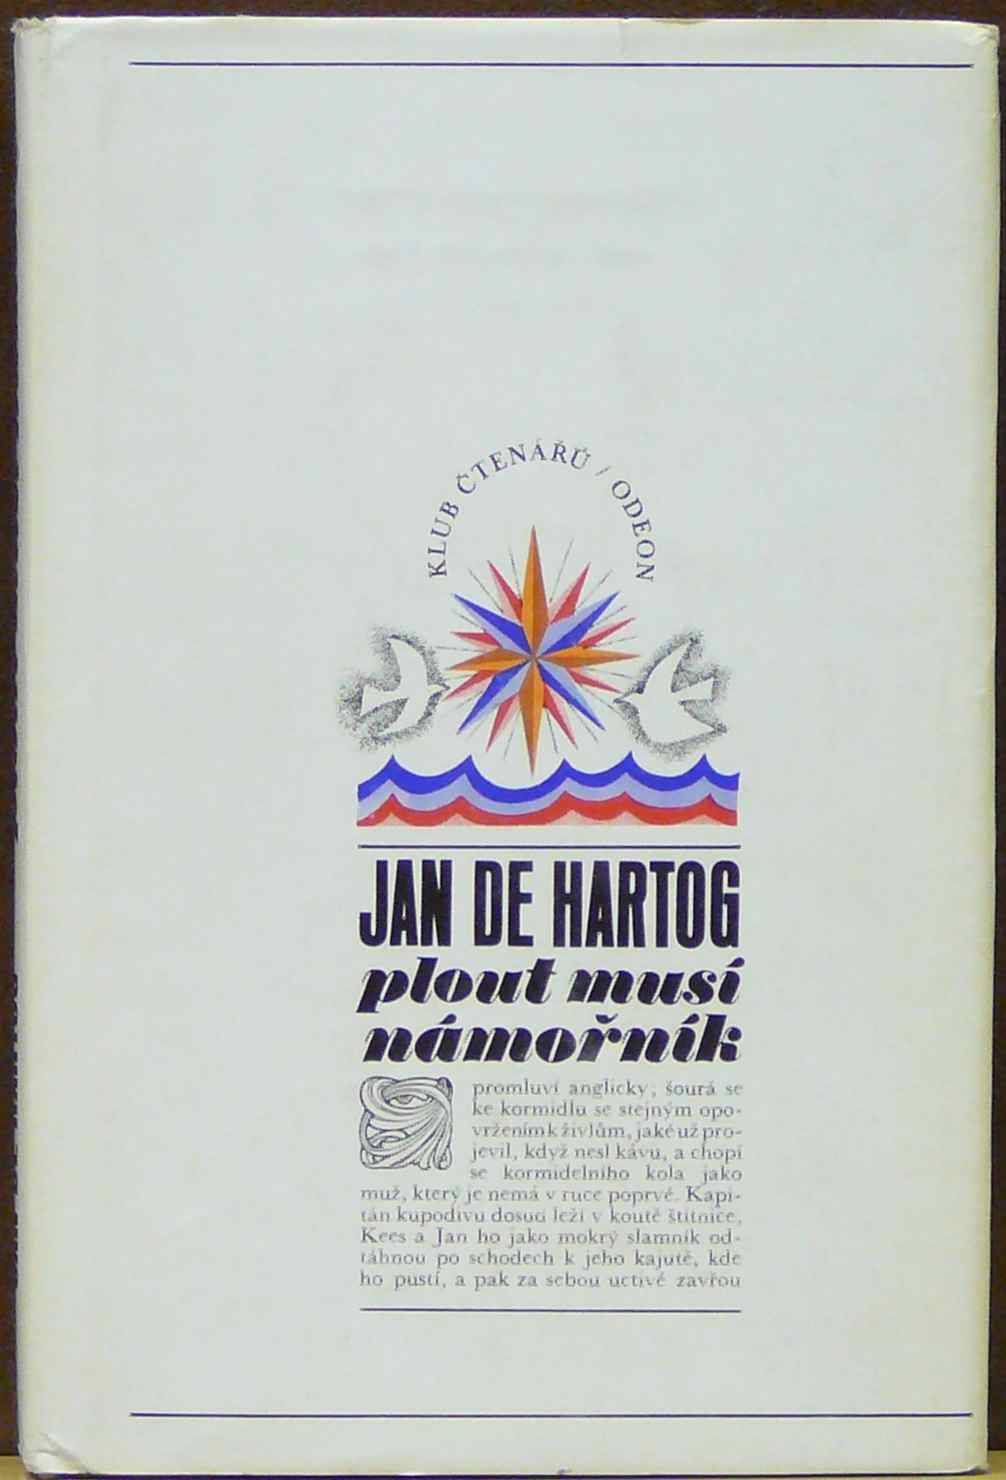 KLUB ČTENÁŘŮ / ODEON
JAN DE HARTOG
plout musí
námořník
promluví anglicky, šourá se
ke kormidlu se stejným opo-
vržením k živlům, jaké už pro-
jevil, když nesl kávu, a chopí
se kormidelního kola jako
muž, který je nemá v ruce poprvé. Kapi-
tán kupodivu dosud leží v koutě štítnice,
Kees a Jan ho jako mokrý slamník od-
táhnou po schodech k jeho kajutě, kde
ho pustí, a pak za sebou uctivě zavřou